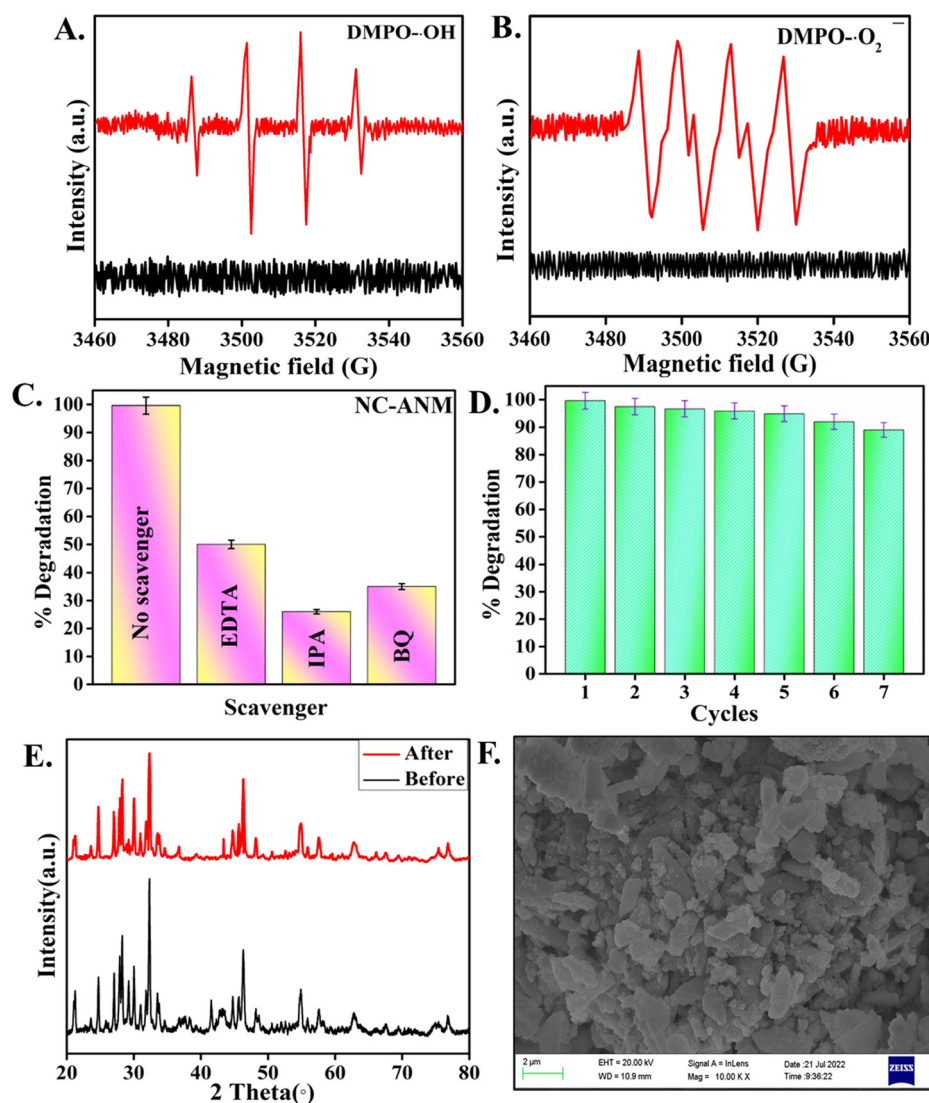 A.
DMPO-·OH
Intensity (a.u.)
3460 3480 3500 3520 3540 3560
Magnetic field (G)
B.
DMPO-·O2−
Intensity (a.u.)
3460 3480 3500 3520 3540 3560
Magnetic field (G)
C.
NC-ANM
% Degradation
100
90
80
70
60
50
40
30
20
10
0
No scavenger
EDTA
IPA
BQ
Scavenger
D.
% Degradation
100
90
80
70
60
50
40
30
20
10
0
1 2 3 4 5 6 7
Cycles
E.
After
Before
Intensity(a.u.)
20 30 40 50 60 70 80
2 Theta(○)
F.
2 µm
EHT = 20.00 kV Signal A = InLens Date :21 Jul 2022
WD = 10.9 mm Mag = 10.00 K X Time :9:36:22
ZEISS